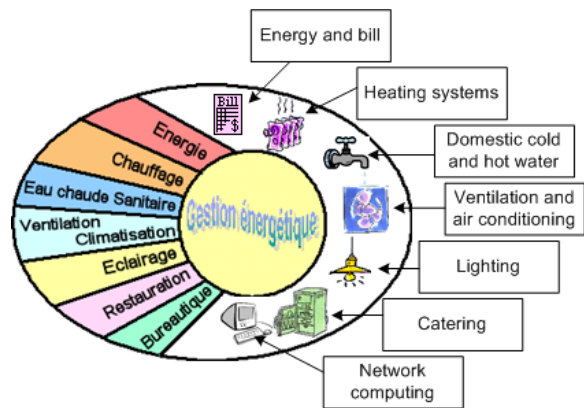 Energy and bill
Heating systems
Domestic cold
and hot water
Ventilation and
air conditioning
Lighting
Catering
Network
computing
Bill
$
Energie
Chauffage
Eau chaude Sanitaire
Ventilation
Climatisation
Eclairage
Restauration
Bureautique
Gestion énergétique